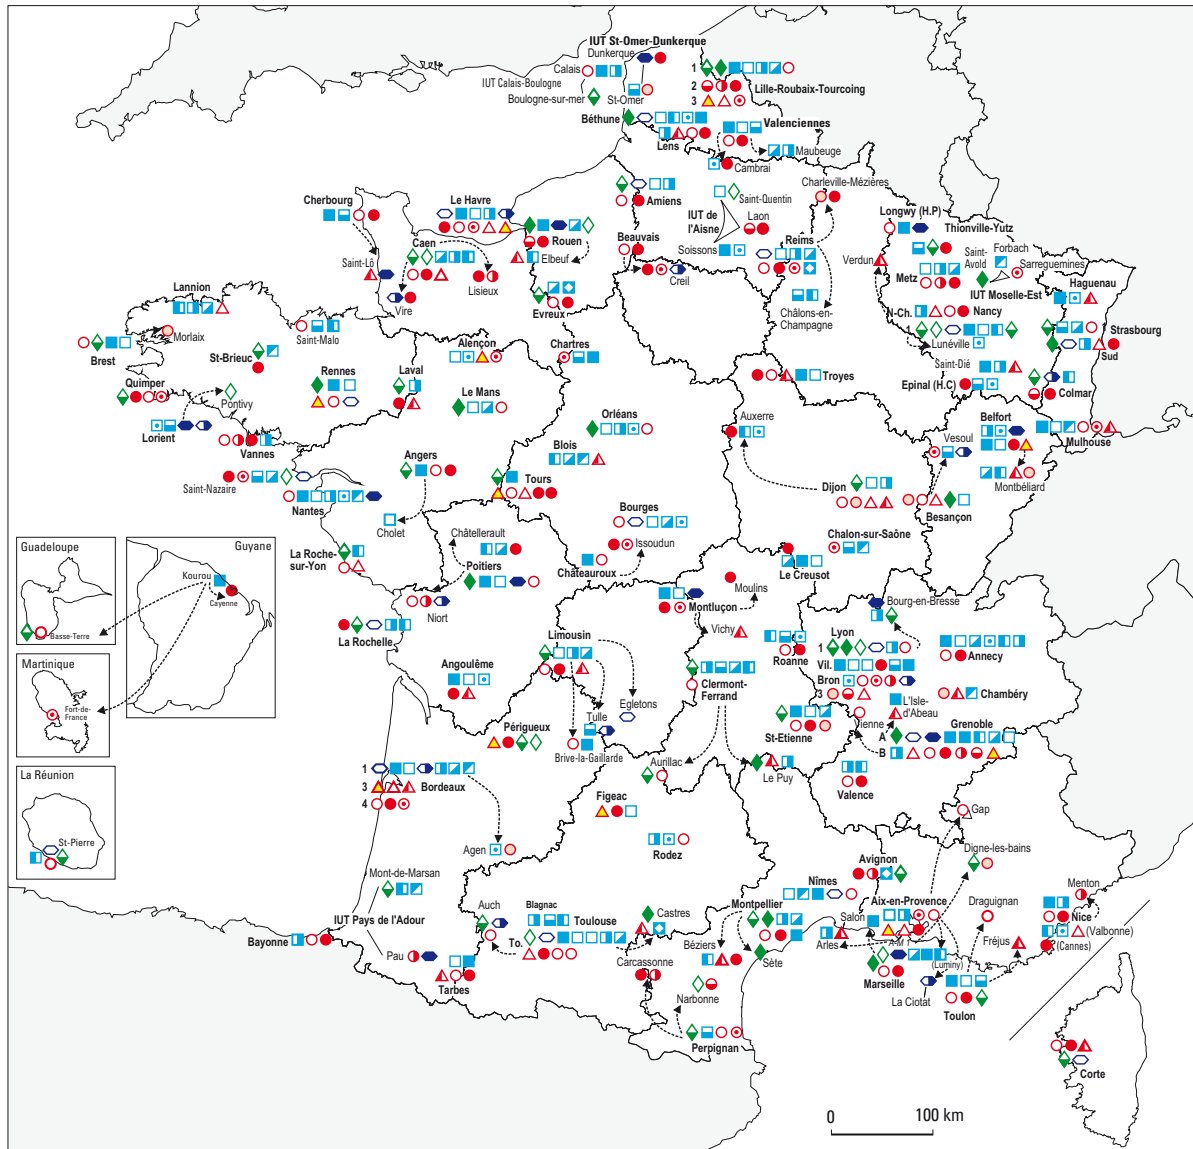 IUT St-Omer-Dunkerque
Dunkerque
Calais
IUT Calais-Boulogne
Boulogne-sur-mer
St-Omer
1
2
3
Lille-Roubaix-Tourcoing
Béthune
Lens
Valenciennes
Maubeuge
Cambrai
Charleville-Mézières
Cherbourg
Le Havre
Amiens
Saint-Quentin
IUT de
l'Aisne
Laon
Soissons
Longwy (H.P)
Thionville-Yutz
Caen
Rouen
Elbeuf
Beauvais
Creil
Reims
Verdun
Metz
Saint-
Avold
Forbach
Sarreguemines
IUT Moselle-Est
Haguenau
Saint-Lô
Vire
Lisieux
Evreux
Châlons-en-
Champagne
N-Ch.
Nancy
Lunéville
Strasbourg
Sud
Lannion
Morlaix
Saint-Malo
Brest
St-Brieuc
Alençon
Chartres
Saint-Dié
Epinal (H.C)
Colmar
Quimper
Pontivy
Rennes
Laval
Le Mans
Troyes
Lorient
Vannes
Orléans
Auxerre
Vesoul
Belfort
Mulhouse
Blois
Saint-Nazaire
Nantes
Angers
Tours
Dijon
Besançon
Montbéliard
Cholet
Bourges
Issoudun
Châteauroux
Châtellerault
Poitiers
Chalon-sur-Saône
Le Creusot
La Roche-
sur-Yon
Niort
Moulins
Montluçon
Vichy
Bourg-en-Bresse
Guadeloupe
Basse-Terre
Guyane
Kourou
Cayenne
La Rochelle
Limousin
Roanne
Lyon
1
Vil.
Bron
3
Annecy
Martinique
Fort-de-
France
Angoulême
Clermont-
Ferrand
Chambéry
L'Isle-
d'Abeau
Vienne
Egletons
Tulle
Périgueux
Brive-la-Gaillarde
St-Etienne
Grenoble
A
B
La Réunion
St-Pierre
1
3
4
Bordeaux
Aurillac
Le Puy
Valence
Figeac
Gap
Agen
Rodez
Digne-les-bains
Mont-de-Marsan
Avignon
Menton
Nîmes
Aix-en-Provence
Draguignan
Nice
(Valbonne)
(Cannes)
IUT Pays de l'Adour
Auch
Blagnac
Toulouse
To.
Castres
Montpellier
Salon
Arles
Fréjus
Bayonne
Pau
Tarbes
Carcassonne
Béziers
Sète
Marseille
(Luminy)
La Ciotat
Toulon
Narbonne
Perpignan
Corte
0
100 km